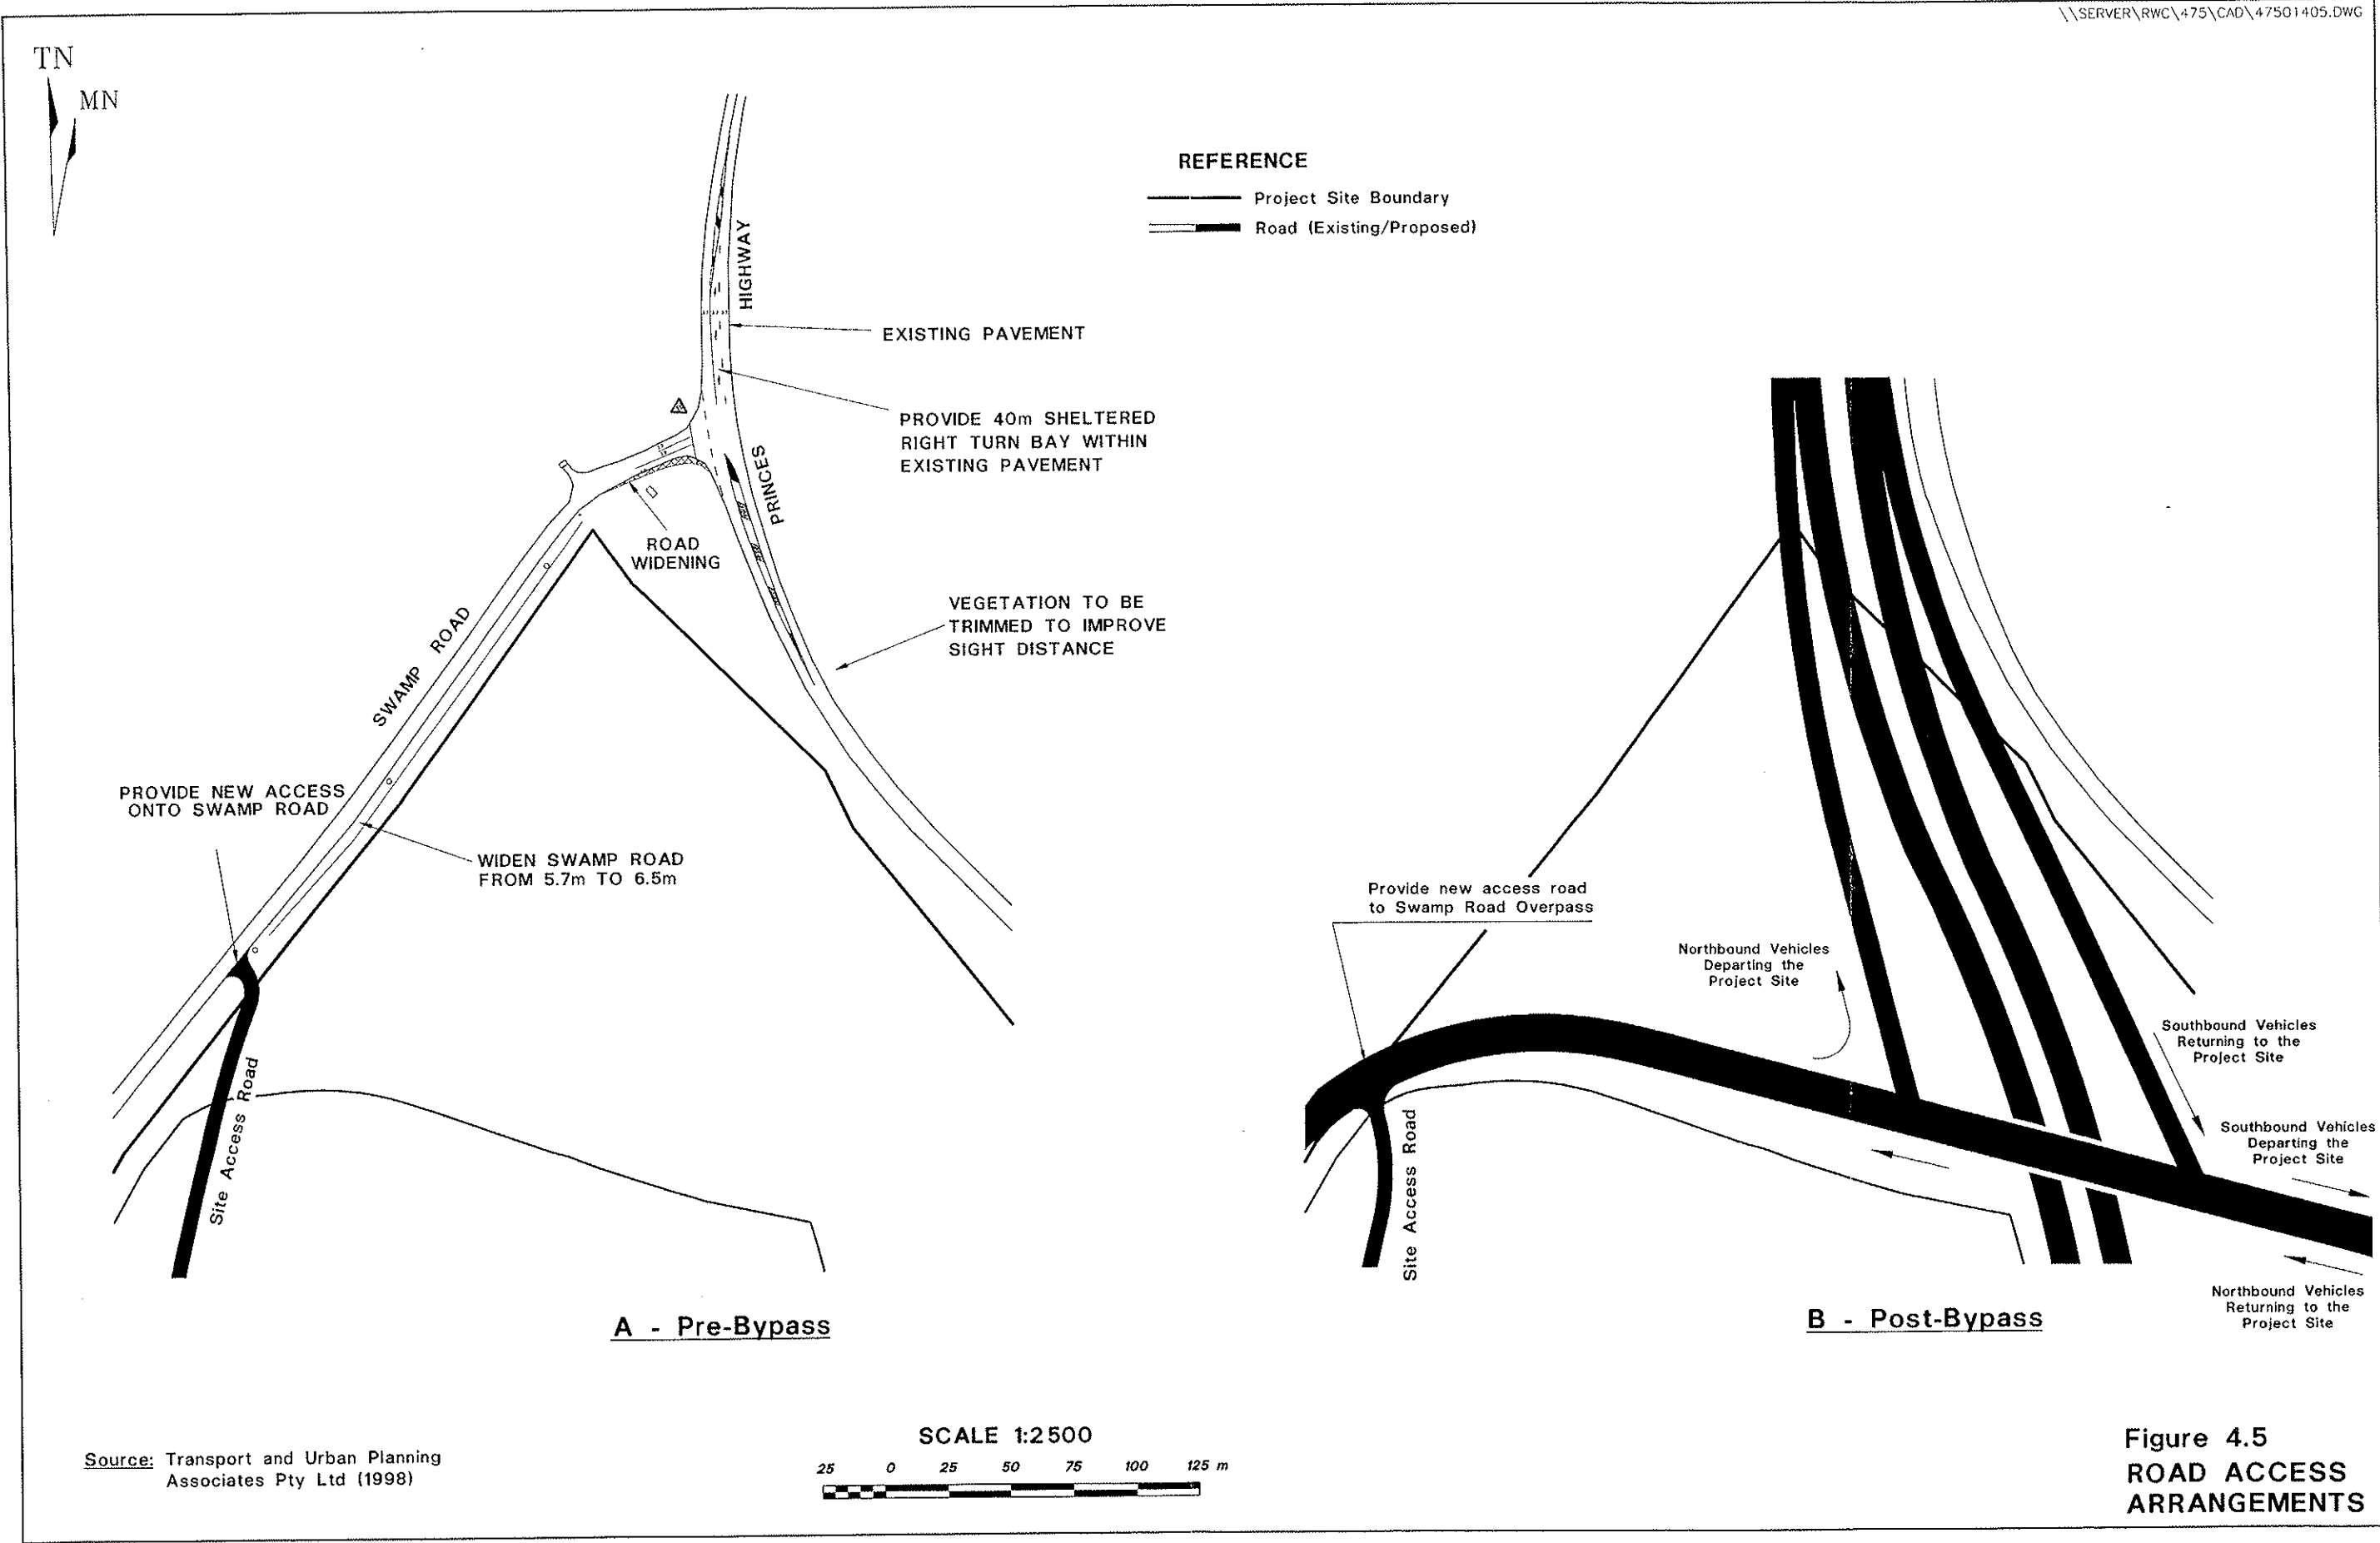 \\SERVER\RWC\475\CAD\47501405.DWG
TN
MN
REFERENCE
Project Site Boundary
Road (Existing/Proposed)
HIGHWAY
EXISTING PAVEMENT
PROVIDE 40m SHELTERED
RIGHT TURN BAY WITHIN
EXISTING PAVEMENT
PRINCES
ROAD
WIDENING
VEGETATION TO BE
TRIMMED TO IMPROVE
SIGHT DISTANCE
SWAMP ROAD
PROVIDE NEW ACCESS
ONTO SWAMP ROAD
WIDEN SWAMP ROAD
FROM 5.7m TO 6.5m
Site Access Road
A - Pre-Bypass
Provide new access road
to Swamp Road Overpass
Northbound Vehicles
Departing the
Project Site
Southbound Vehicles
Returning to the
Project Site
Southbound Vehicles
Departing the
Project Site
Site Access Road
Northbound Vehicles
Returning to the
Project Site
B - Post-Bypass
Source: Transport and Urban Planning
Associates Pty Ltd (1998)
SCALE 1:2500
25 0 25 50 75 100 125 m
Figure 4.5
ROAD ACCESS
ARRANGEMENTS